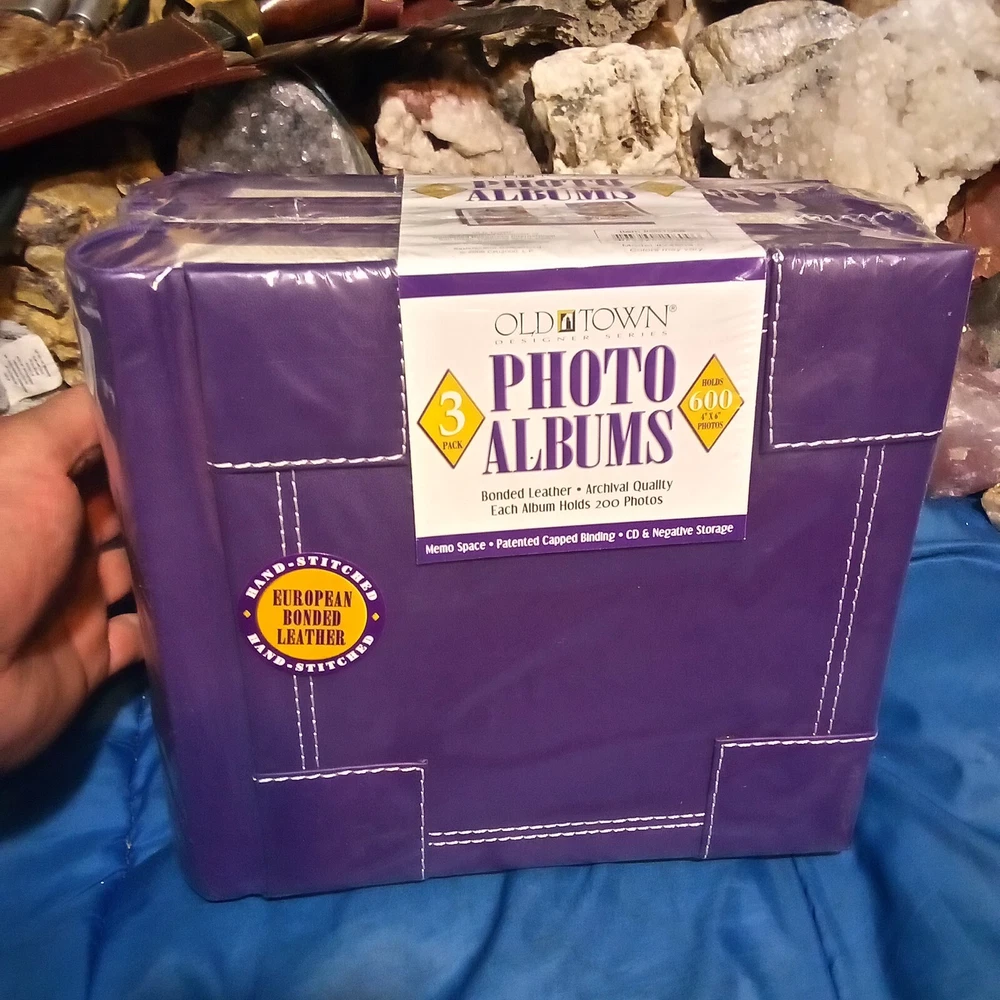 PHOTO
ALBUMS
OLD TOWN®
DESIGNER SERIES
PHOTO
ALBUMS
3
PACK
HOLDS
600
4" X 6"
PHOTOS
Bonded Leather • Archival Quality
Each Album Holds 200 Photos
Memo Space • Patented Capped Binding • CD & Negative Storage
HAND-STITCHED
EUROPEAN
BONDED
LEATHER
HAND-STITCHED